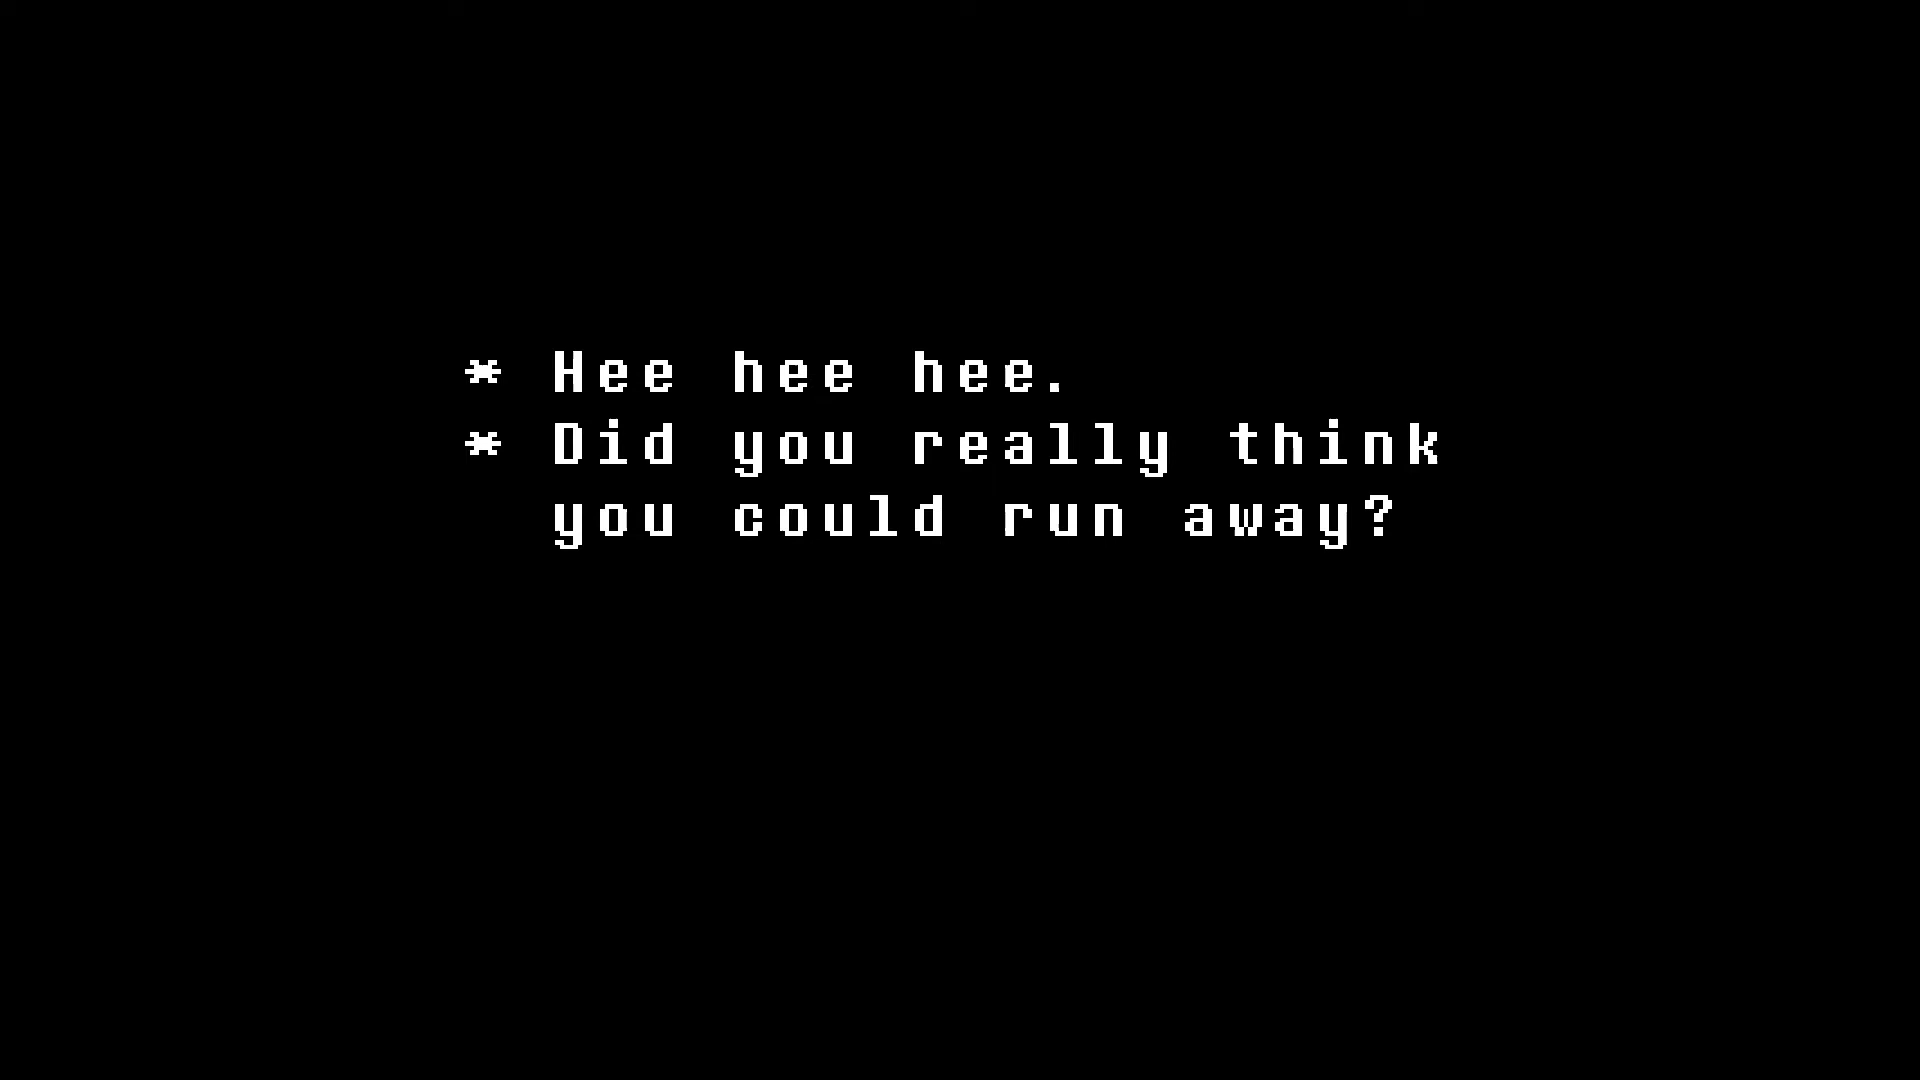 * Hee hee hee.
* Did you really think
you could run away?